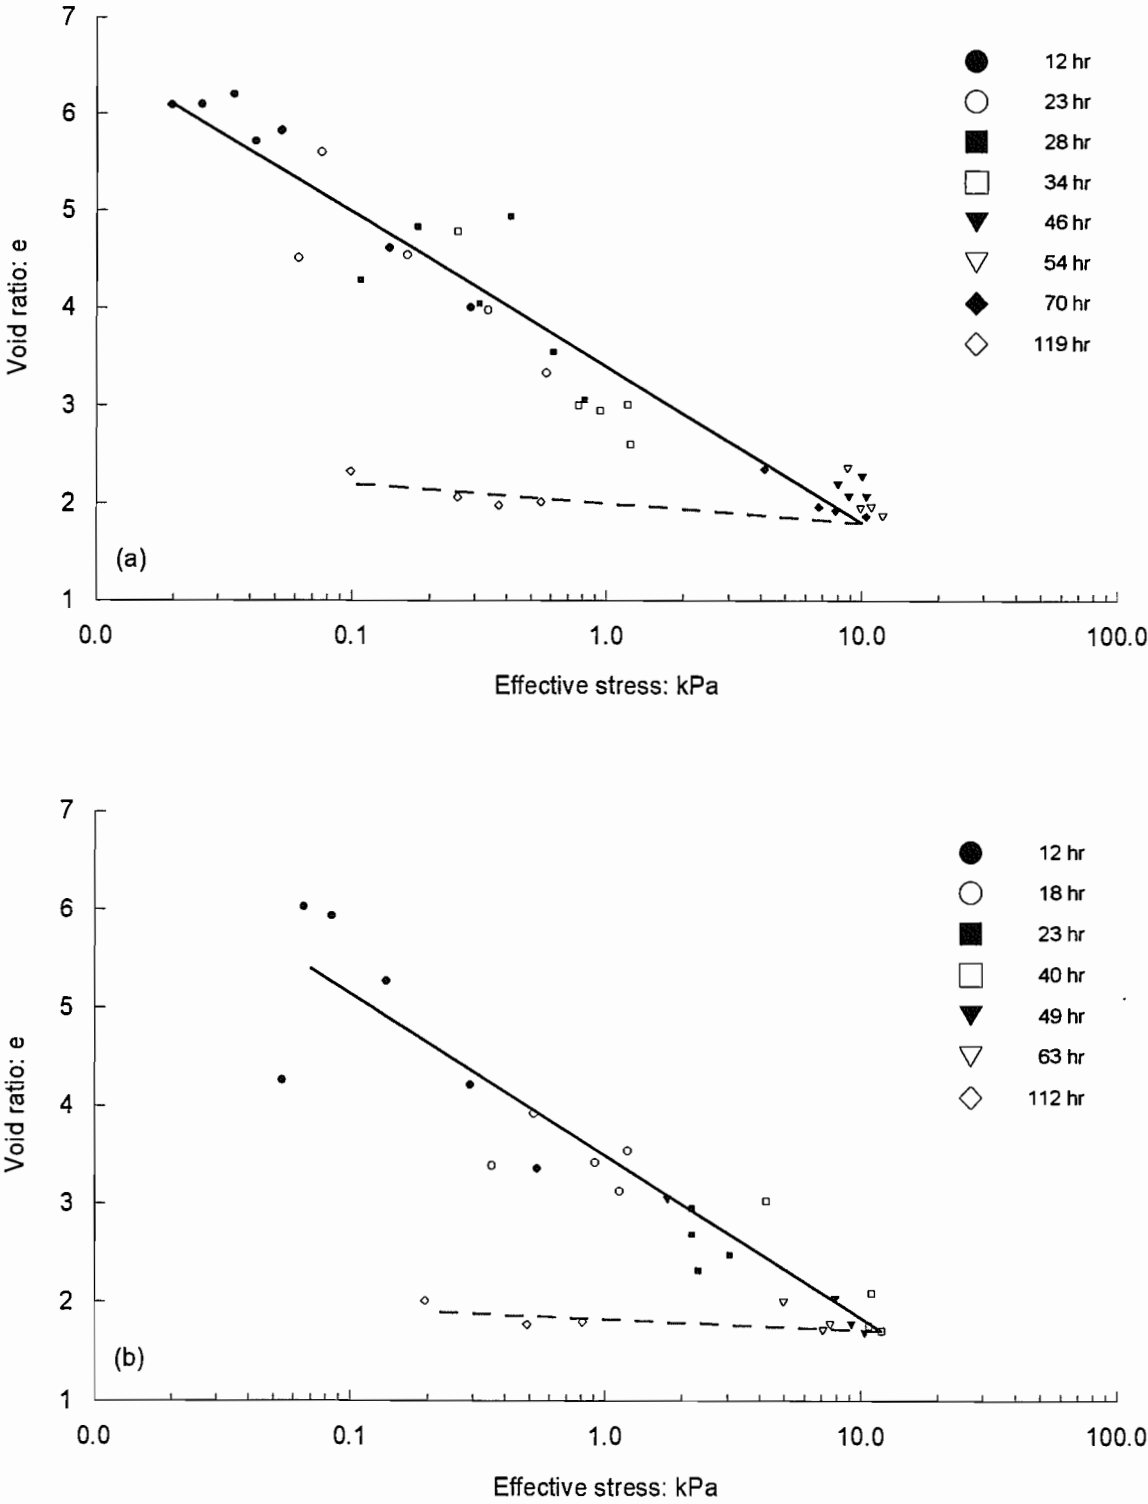 7
6
5
4
3
2
1
Void ratio: e
(a)
12 hr
23 hr
28 hr
34 hr
46 hr
54 hr
70 hr
119 hr
0.0 0.1 1.0 10.0 100.0
Effective stress: kPa
7
6
5
4
3
2
1
Void ratio: e
(b)
12 hr
18 hr
23 hr
40 hr
49 hr
63 hr
112 hr
0.0 0.1 1.0 10.0 100.0
Effective stress: kPa